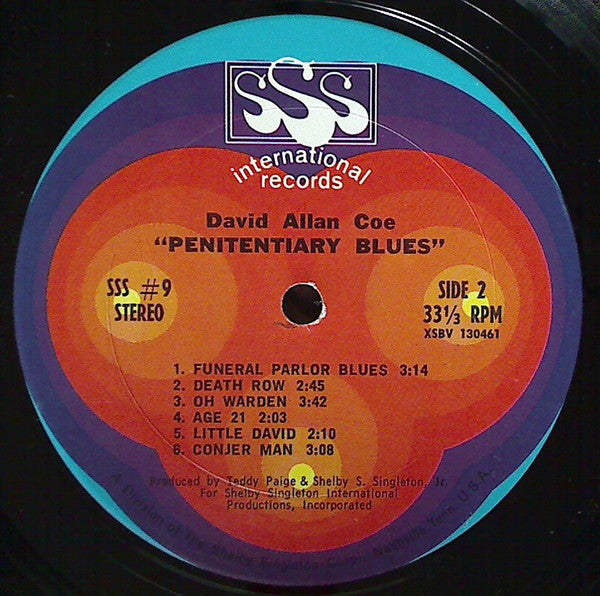 SSS
international
records
David Allan Coe
"PENITENTIARY BLUES"
SSS #9
STEREO
SIDE 2
33⅓ RPM
XSBV 130461
1. FUNERAL PARLOR BLUES 3:14
2. DEATH ROW 2:45
3. OH WARDEN 3:42
4. AGE 21 2:03
5. LITTLE DAVID 2:10
6. CONJER MAN 3:08
Produced by Teddy Paige & Shelby S. Singleton, Jr.
For Shelby Singleton International
Productions, Incorporated
A Division of The Shelby Singleton Corp. Nashville, Tenn. U.S.A.